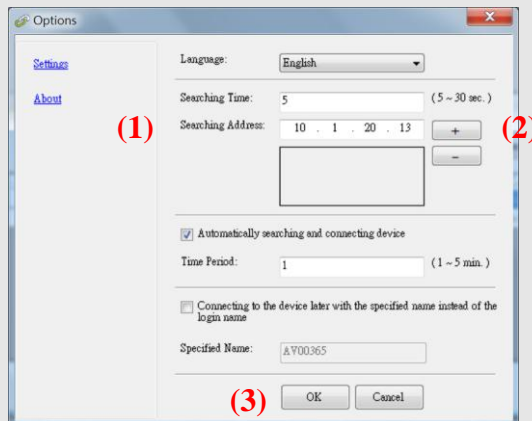 Options
Settings
About
Language:
English
Searching Time:
5
( 5 ~ 30 sec. )
(1)
Searching Address:
10 . 1 . 20 . 13
+
(2)
−
Automatically searching and connecting device
Time Period:
1
( 1 ~ 5 min. )
Connecting to the device later with the specified name instead of the
login name
Specified Name:
AV00365
(3)
OK
Cancel